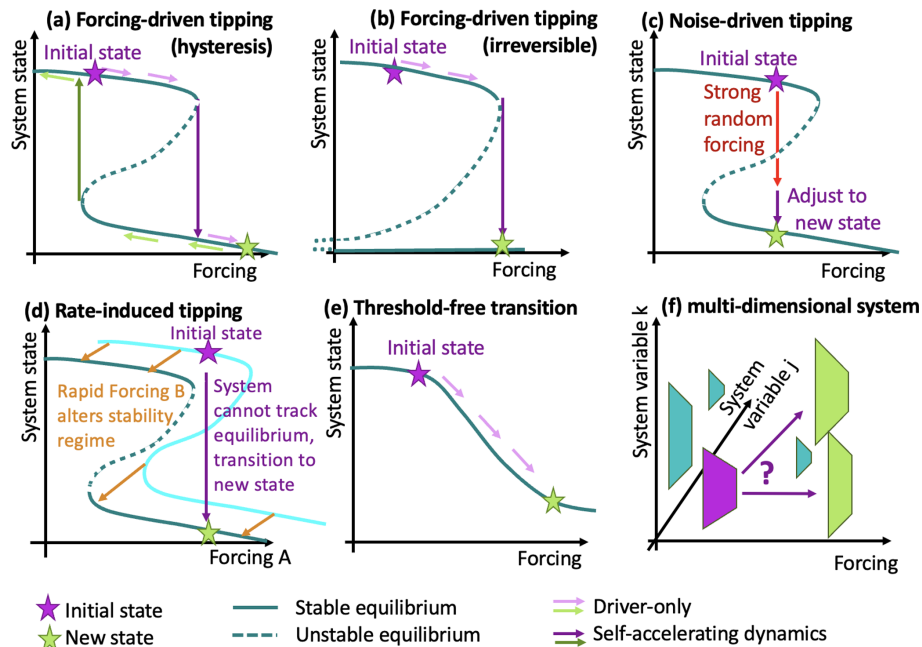 (a) Forcing-driven tipping
(hysteresis)
Initial state
System state
Forcing
(b) Forcing-driven tipping
(irreversible)
Initial state
System state
Forcing
(c) Noise-driven tipping
Initial state
Strong
random
forcing
Adjust to
new state
System state
Forcing
(d) Rate-induced tipping
Initial state
Rapid Forcing B
alters stability
regime
System
cannot track
equilibrium,
transition to
new state
System state
Forcing A
(e) Threshold-free transition
Initial state
System state
Forcing
(f) multi-dimensional system
System variable k
System
variable j
?
Forcing
Initial state
New state
Stable equilibrium
Unstable equilibrium
Driver-only
Self-accelerating dynamics